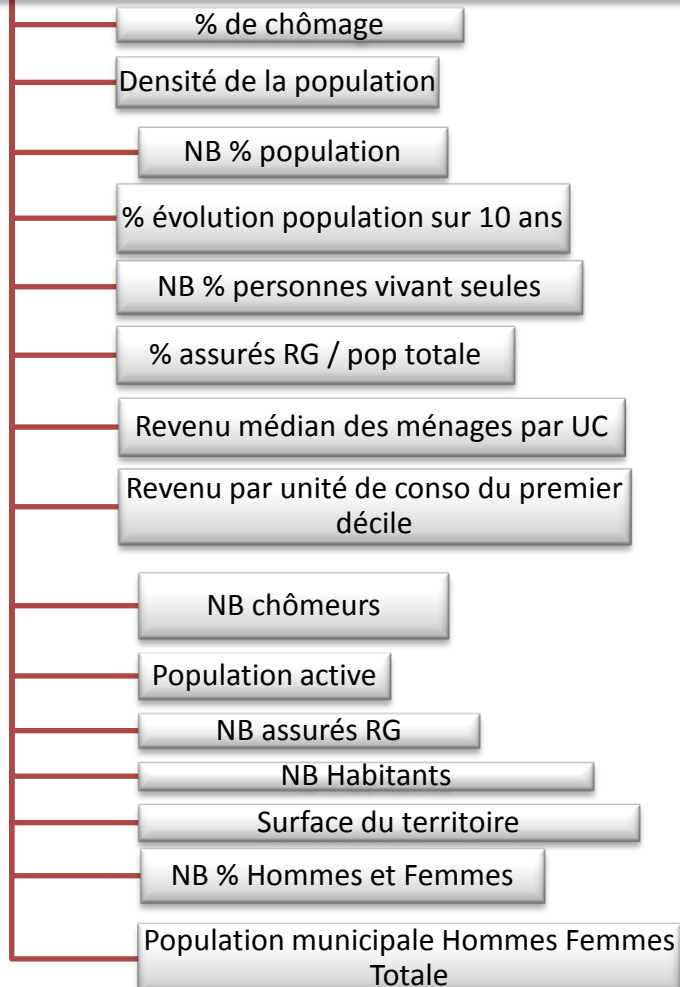 % de chômage
Densité de la population
NB % population
% évolution population sur 10 ans
NB % personnes vivant seules
% assurés RG / pop totale
Revenu médian des ménages par UC
Revenu par unité de conso du premier
décile
NB chômeurs
Population active
NB assurés RG
NB Habitants
Surface du territoire
NB % Hommes et Femmes
Population municipale Hommes Femmes
Totale